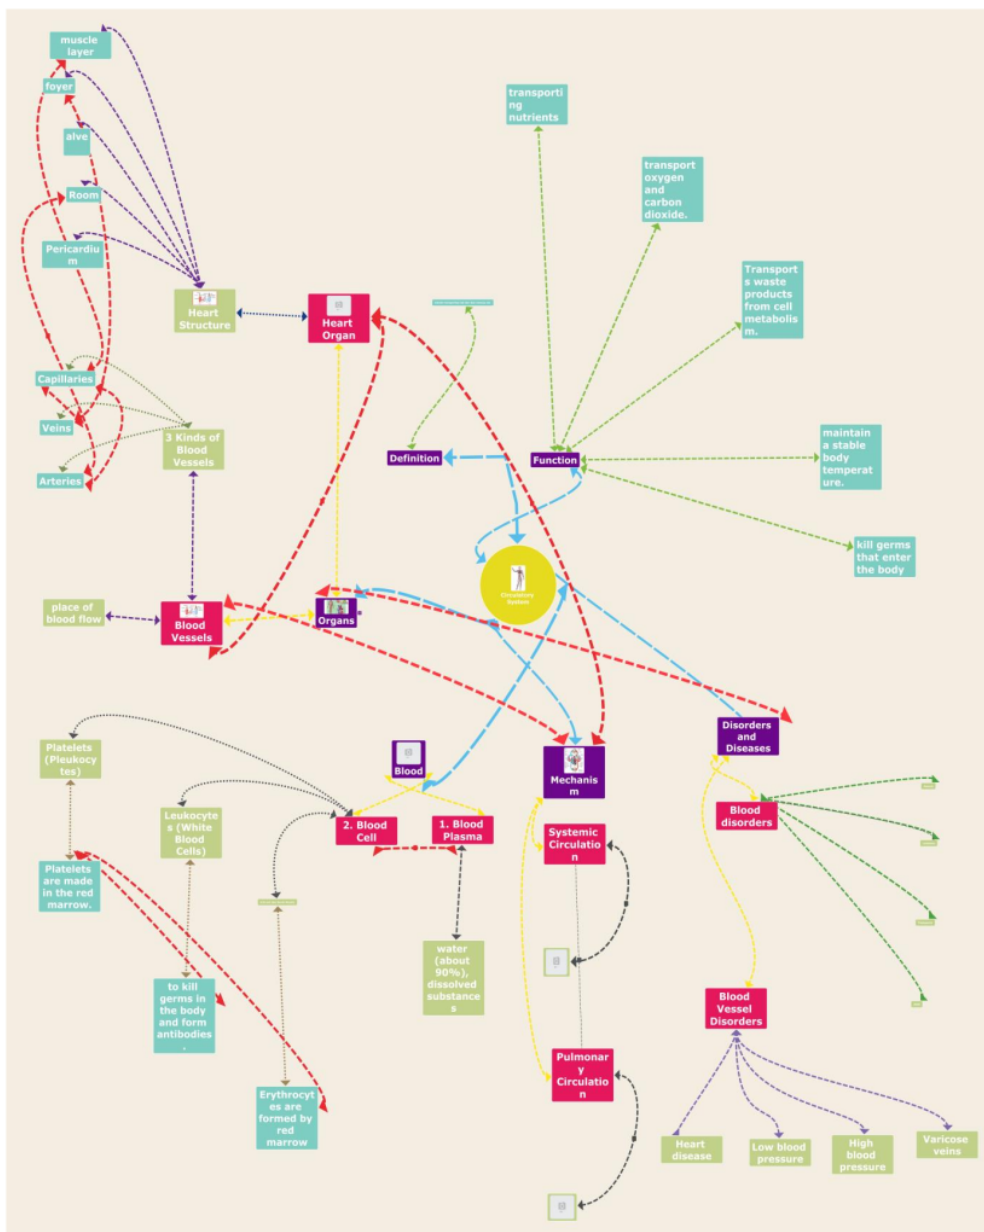 muscle
layer
foyer
alve
Room
Pericardiu
m
Heart
Structure
Heart
Organ
Capillaries
Veins
Arteries
3 Kinds of
Blood
Vessels
place of
blood flow
Blood
Vessels
Organs
transporti
ng
nutrients
transport
oxygen
and
carbon
dioxide.
Transport
s waste
products
from cell
metabolis
m.
maintain
a stable
body
temperat
ure.
kill germs
that enter
the body
Definition
Function
Circulatory
System
Platelets
(Pleukocy
tes)
Leukocyte
s (White
Blood
Cells)
Platelets
are made
in the red
marrow.
to kill
germs in
the body
and form
antibodies
.
Erythrocyt
es are
formed by
red
marrow
Blood
2. Blood
Cell
1. Blood
Plasma
water
(about
90%),
dissolved
substance
s
Mechanis
m
Systemic
Circulatio
n
Pulmonar
y
Circulatio
n
Disorders
and
Diseases
Blood
disorders
Blood
Vessel
Disorders
Heart
disease
Low blood
pressure
High
blood
pressure
Varicose
veins